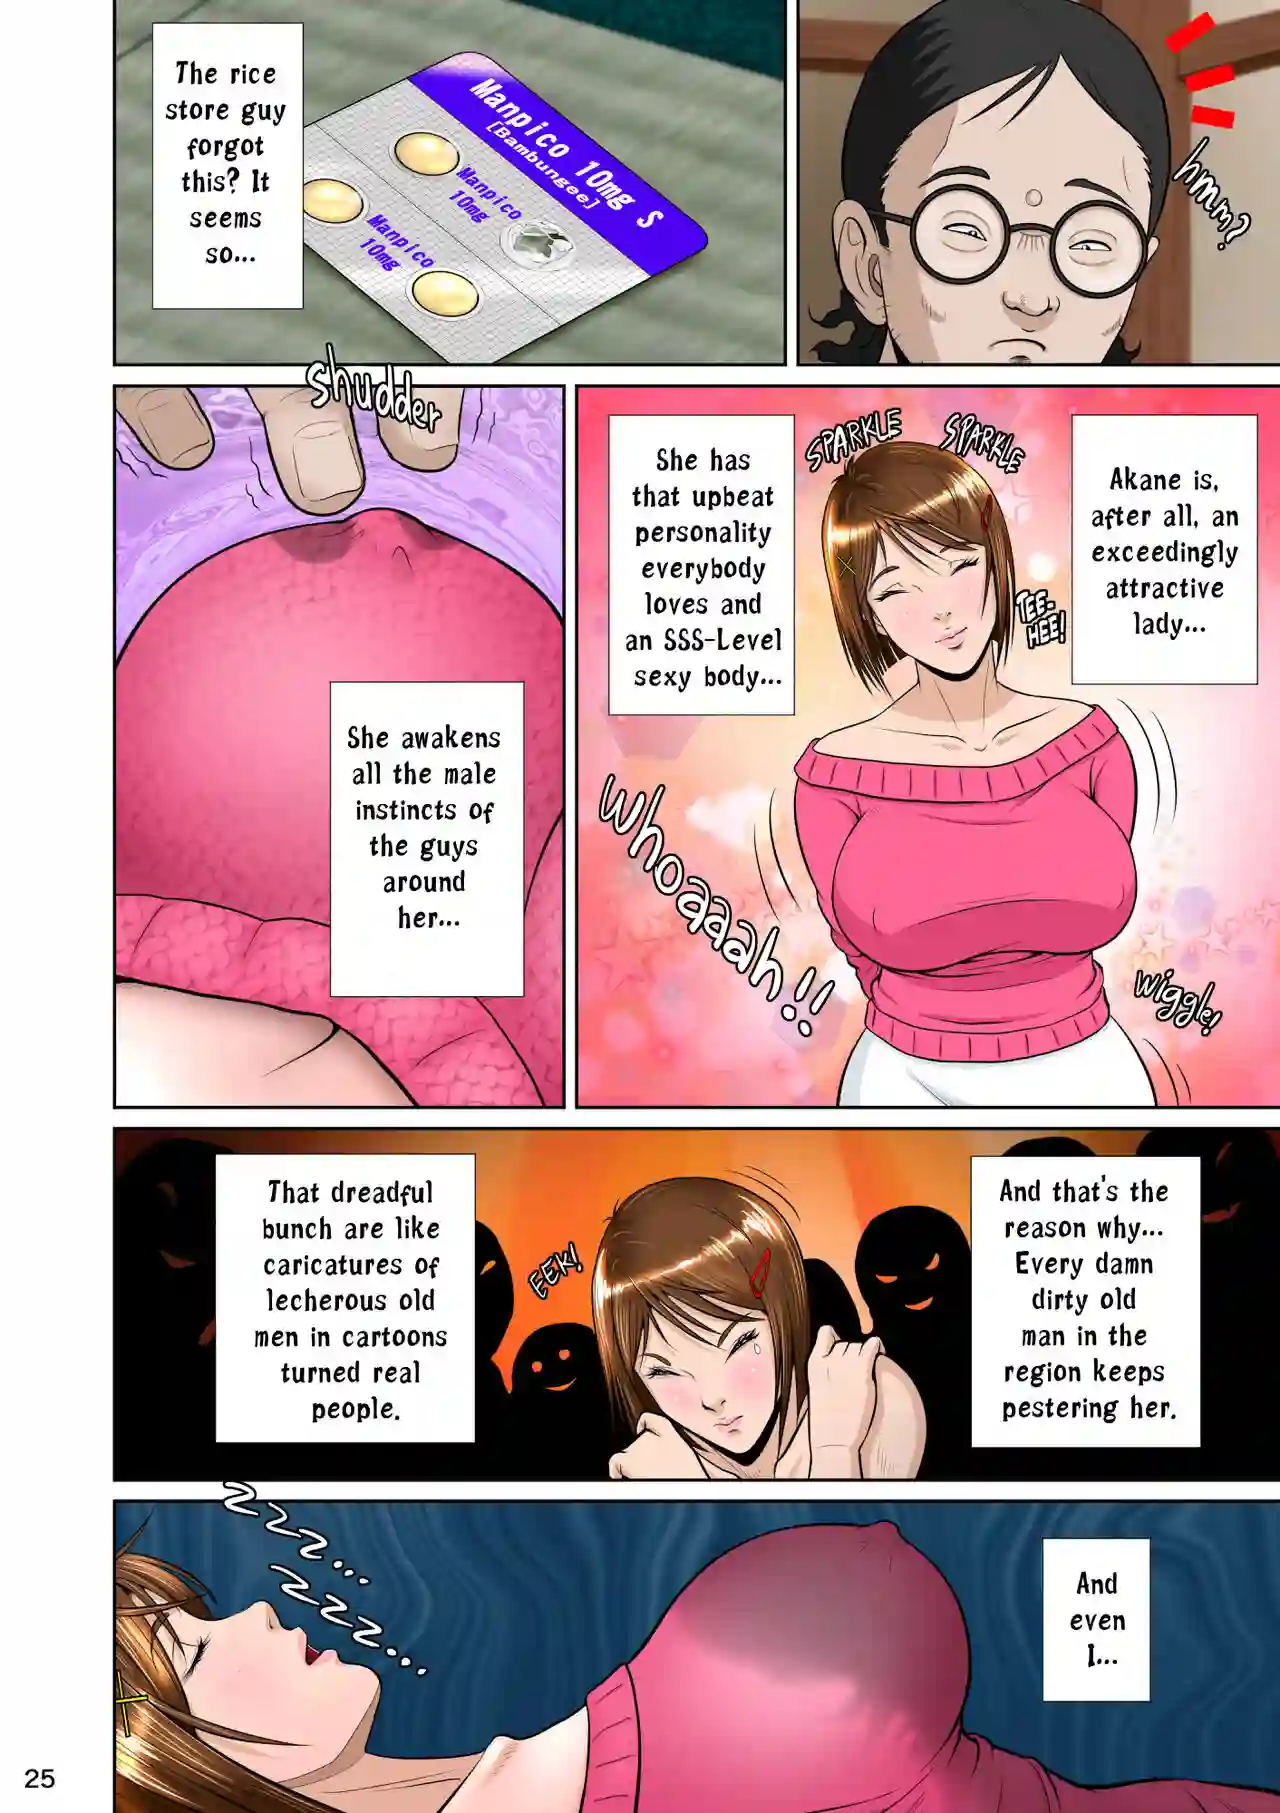 hmm?
The rice
store guy
forgot
this? It
seems
so...
Manpico 10mg S
[Bambungee]
Manpico
10mg
Manpico
10mg
Akane is,
after all, an
exceedingly
attractive
lady...
SPARKLE
SPARKLE
TEE-
HEE!
She has
that upbeat
personality
everybody
loves and
an SSS-Level
sexy body...
Whoaaaah!!
Wiggle!
shudder
She awakens
all the male
instincts of
the guys
around
her...
And that's the
reason why...
Every damn
dirty old
man in the
region keeps
pestering her.
EEK!
That dreadful
bunch are like
caricatures of
lecherous old
men in cartoons
turned real
people.
And
even
I...
ZZZ...
ZZZZ...
25